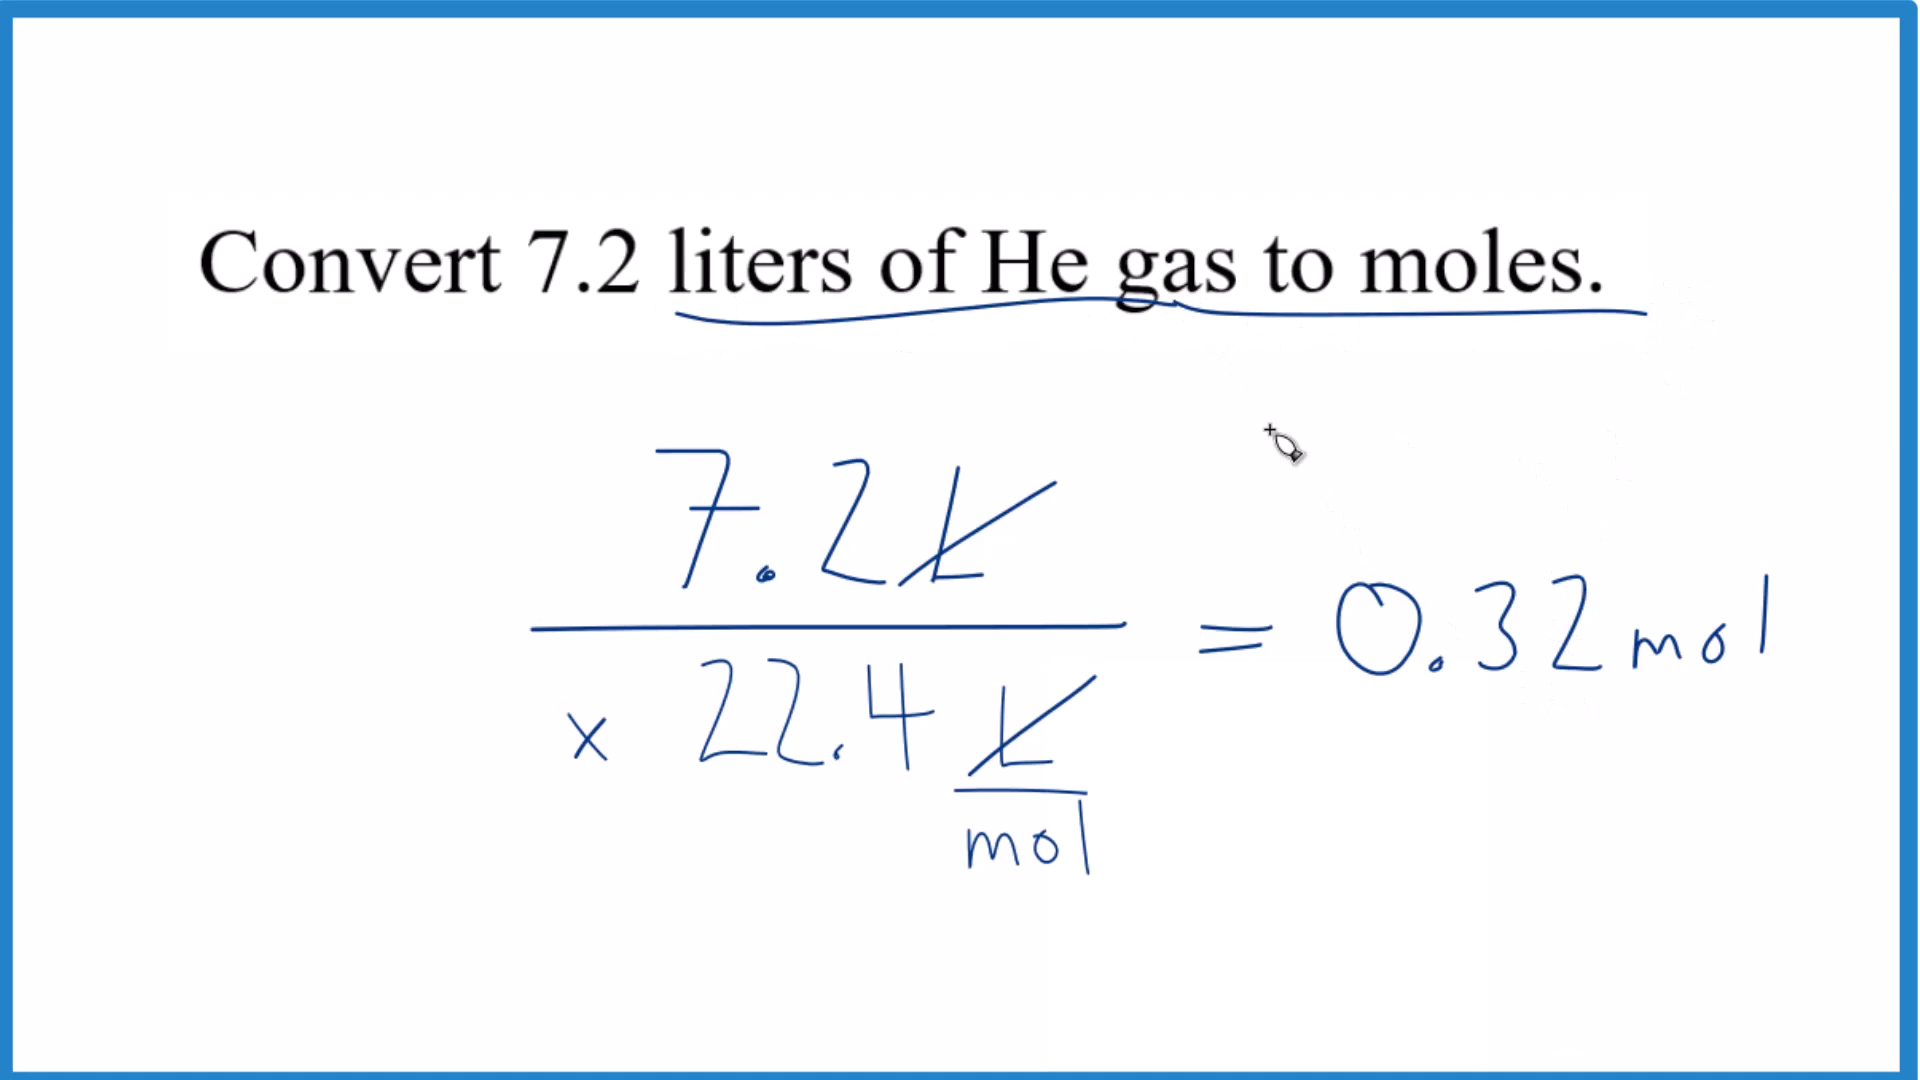 Convert 7.2 liters of He gas to moles.
7.2 L
= 0.32 mol
x 22.4 L
mol